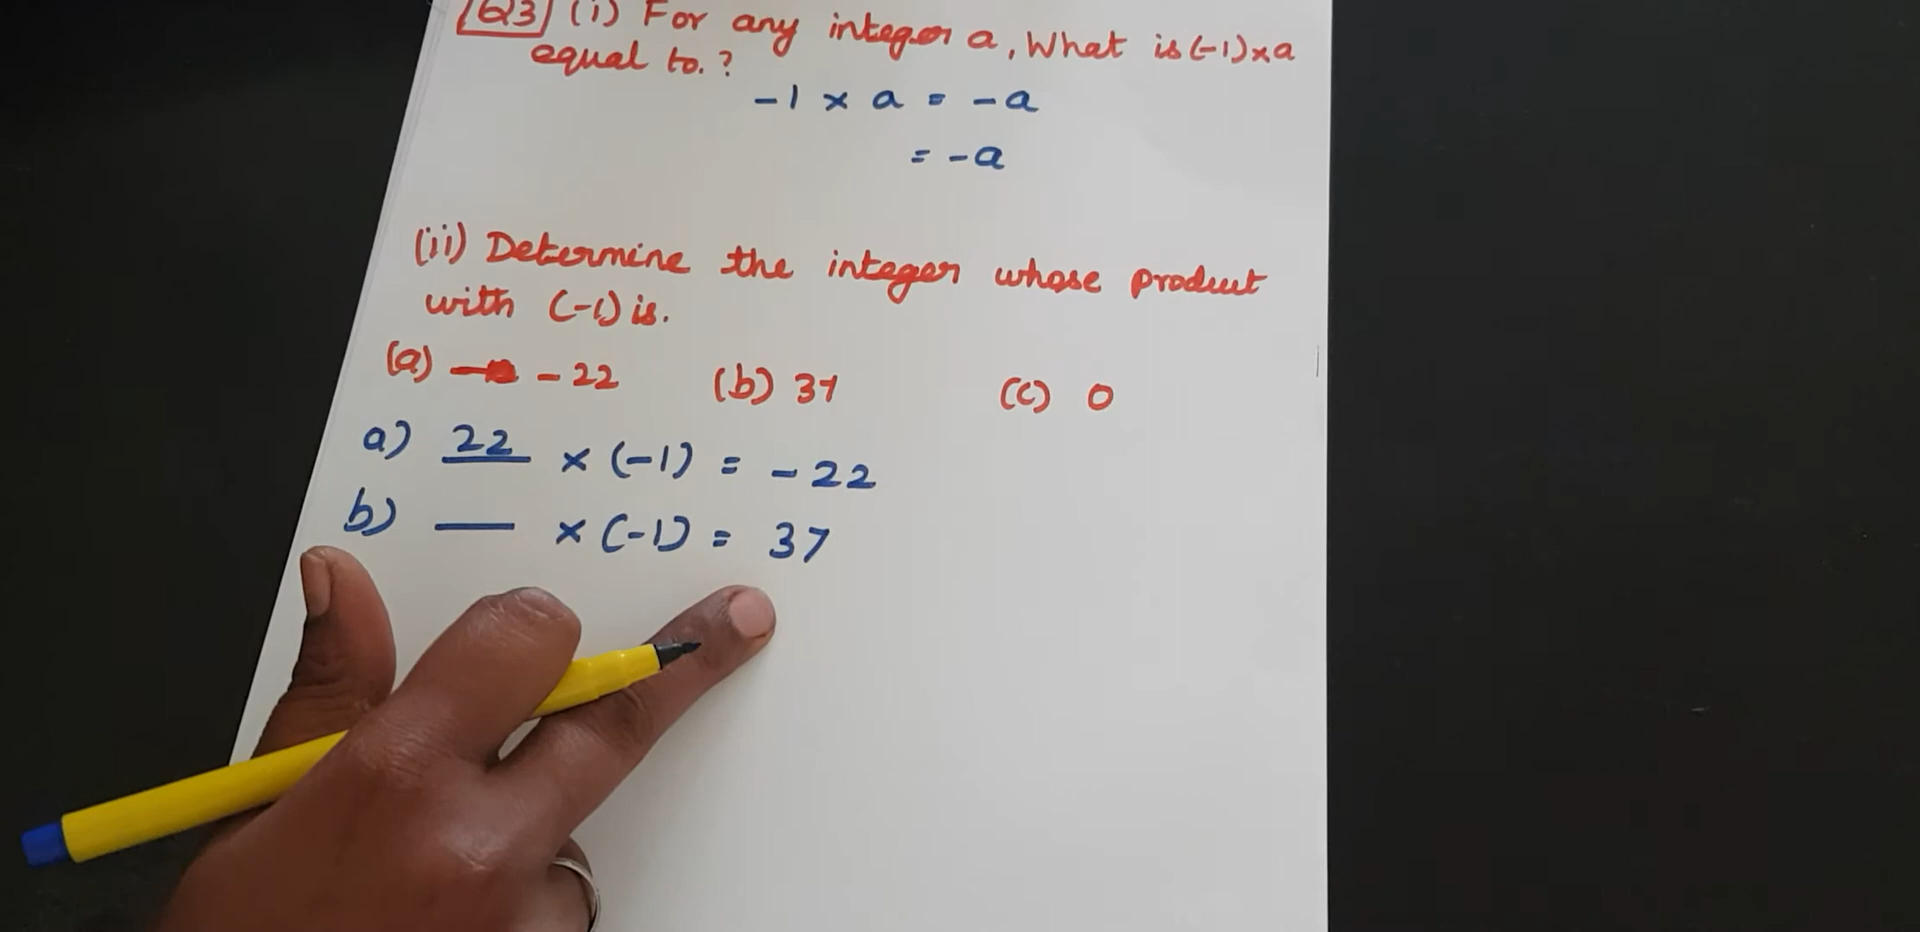 Q3 (i) For any integer a, What is (-1)×a
equal to.?
-1 × a = -a
= -a
(ii) Determine the integer whose product
with (-1) is.
(a) -22 (b) 37 (c) 0
a) 22 × (-1) = -22
b) __ × (-1) = 37